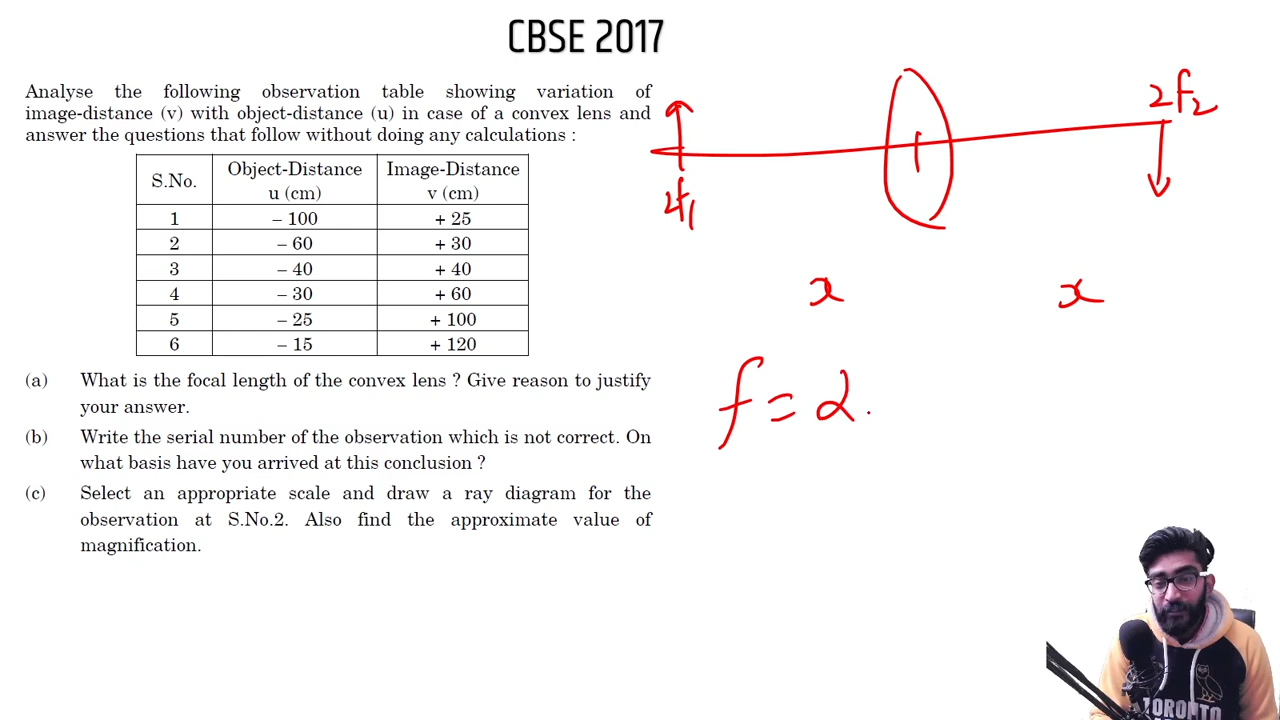 CBSE 2017
Analyse the following observation table showing variation of
image-distance (v) with object-distance (u) in case of a convex lens and
answer the questions that follow without doing any calculations :
S.No. Object-Distance u (cm) Image-Distance v (cm)
1 – 100 + 25
2 – 60 + 30
3 – 40 + 40
4 – 30 + 60
5 – 25 + 100
6 – 15 + 120
(a) What is the focal length of the convex lens ? Give reason to justify
your answer.
(b) Write the serial number of the observation which is not correct. On
what basis have you arrived at this conclusion ?
(c) Select an appropriate scale and draw a ray diagram for the
observation at S.No.2. Also find the approximate value of
magnification.
2f2
2f1
x x
f = 2
TORONTO